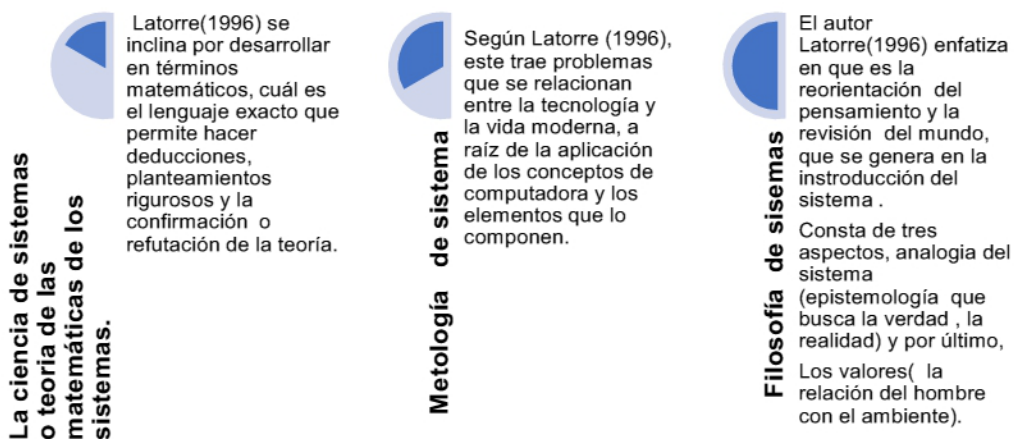 La ciencia de sistemas
o teoria de las
matemáticas de los
sistemas.
Latorre(1996) se
inclina por desarrollar
en términos
matemáticos, cuál es
el lenguaje exacto que
permite hacer
deducciones,
planteamientos
rigurosos y la
confirmación o
refutación de la teoría.
Metología de sistema
Según Latorre (1996),
este trae problemas
que se relacionan
entre la tecnología y
la vida moderna, a
raíz de la aplicación
de los conceptos de
computadora y los
elementos que lo
componen.
Filosofía de sisemas
El autor
Latorre(1996) enfatiza
en que es la
reorientación del
pensamiento y la
revisión del mundo,
que se genera en la
instroducción del
sistema .
Consta de tres
aspectos, analogia del
sistema
(epistemología que
busca la verdad , la
realidad) y por último,
Los valores( la
relación del hombre
con el ambiente).